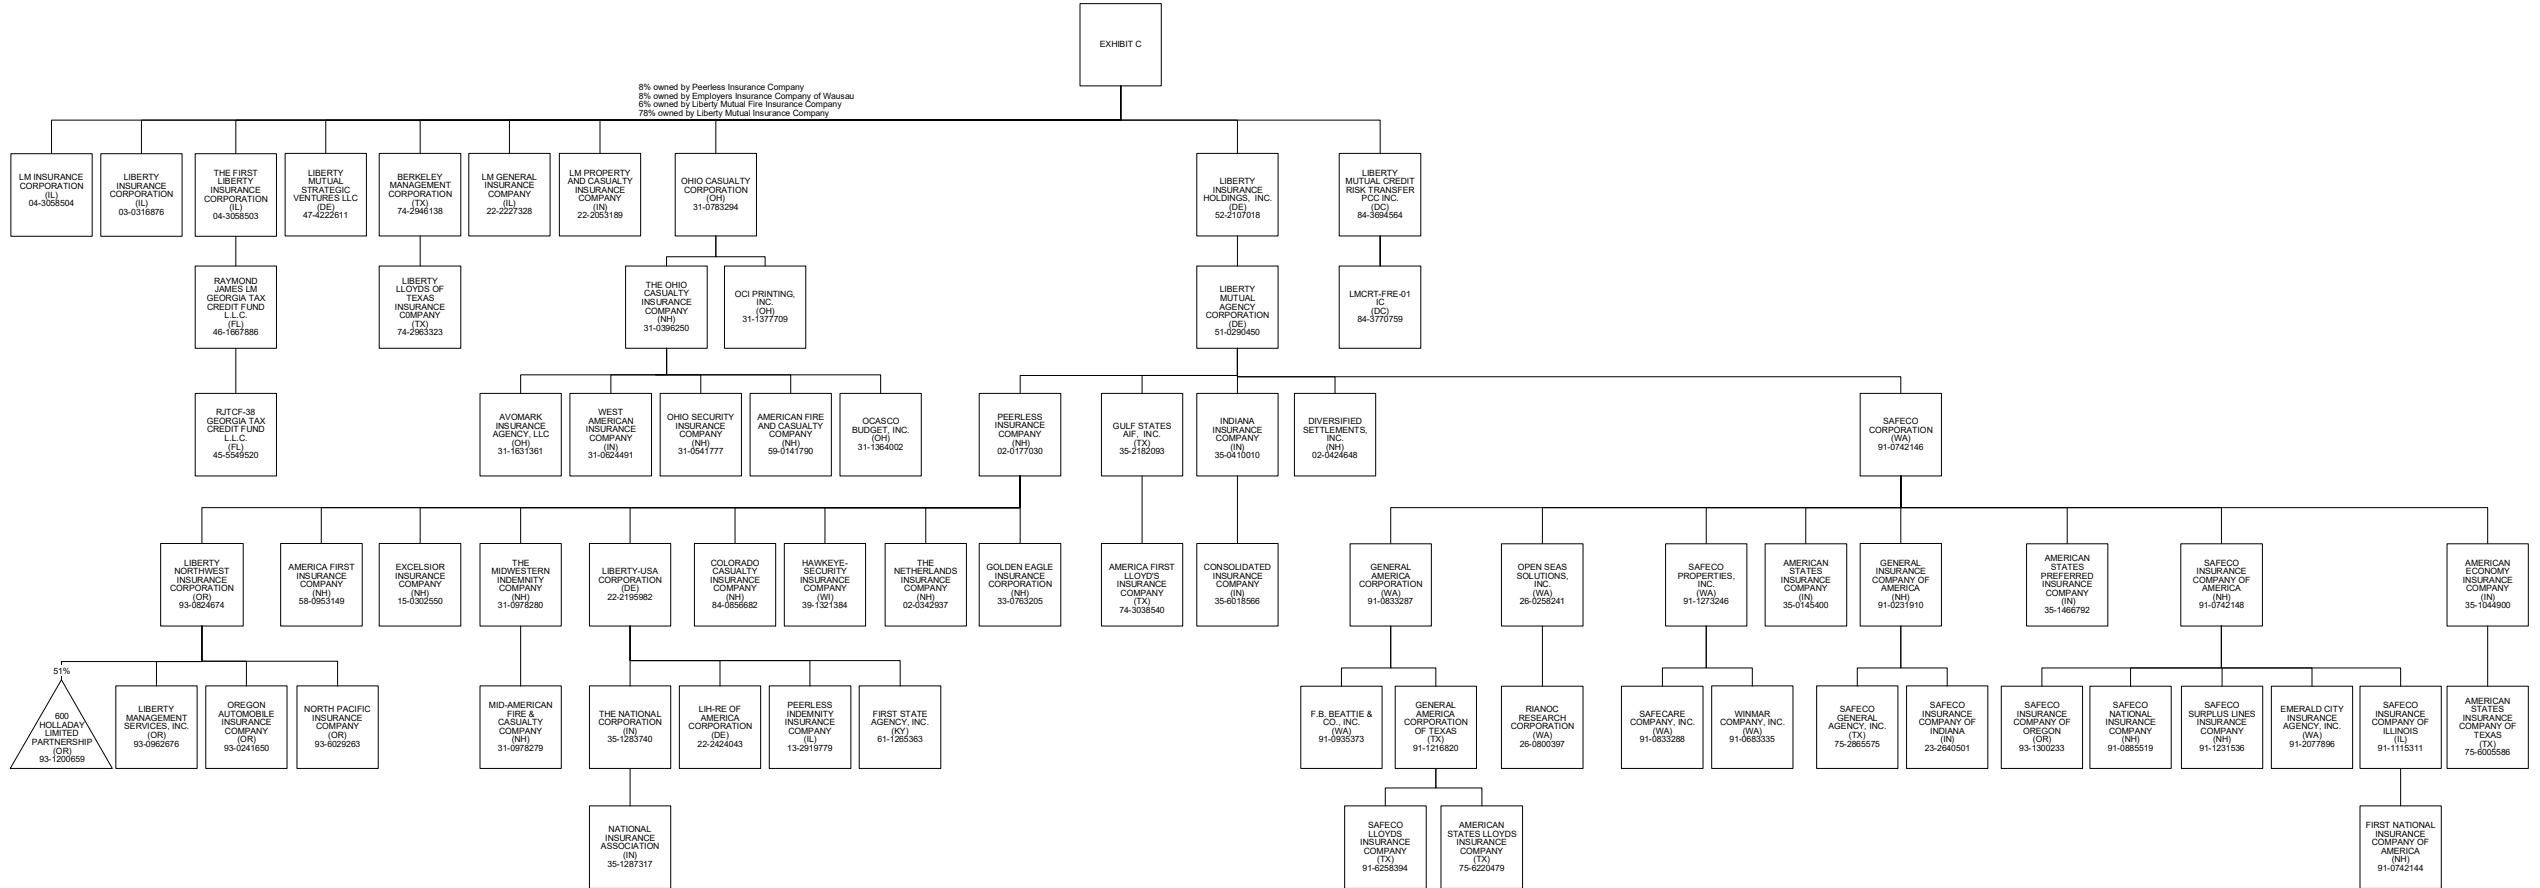 EXHIBIT C
8% owned by Peerless Insurance Company
8% owned by Employers Insurance Company of Wausau
6% owned by Liberty Mutual Fire Insurance Company
78% owned by Liberty Mutual Insurance Company
LM INSURANCE
CORPORATION
(IL)
04-3058504
LIBERTY
INSURANCE
CORPORATION
(IL)
03-0316876
THE FIRST
LIBERTY
INSURANCE
CORPORATION
(IL)
04-3058503
LIBERTY
MUTUAL
STRATEGIC
VENTURES LLC
(DE)
47-4222611
BERKELEY
MANAGEMENT
CORPORATION
(TX)
74-2946138
LM GENERAL
INSURANCE
COMPANY
(IL)
22-2227328
LM PROPERTY
AND CASUALTY
INSURANCE
COMPANY
(IN)
22-2053189
OHIO CASUALTY
CORPORATION
(OH)
31-0783294
LIBERTY
INSURANCE
HOLDINGS, INC.
(DE)
52-2107018
LIBERTY
MUTUAL CREDIT
RISK TRANSFER
PCC INC.
(DC)
84-3694564
RAYMOND
JAMES LM
GEORGIA TAX
CREDIT FUND
L.L.C.
(FL)
46-1667886
LIBERTY
LLOYDS OF
TEXAS
INSURANCE
C0MPANY
(TX)
74-2963323
THE OHIO
CASUALTY
INSURANCE
COMPANY
(NH)
31-0396250
OCI PRINTING,
INC.
(OH)
31-1377709
LIBERTY
MUTUAL
AGENCY
CORPORATION
(DE)
51-0290450
LMCRT-FRE-01
IC
(DC)
84-3770759
RJTCF-38
GEORGIA TAX
CREDIT FUND
L.L.C.
(FL)
45-5549520
AVOMARK
INSURANCE
AGENCY, LLC
(OH)
31-1631361
WEST
AMERICAN
INSURANCE
COMPANY
(IN)
31-0624491
OHIO SECURITY
INSURANCE
COMPANY
(NH)
31-0541777
AMERICAN FIRE
AND CASUALTY
COMPANY
(NH)
59-0141790
OCASCO
BUDGET, INC.
(OH)
31-1364002
PEERLESS
INSURANCE
COMPANY
(NH)
02-0177030
GULF STATES
AIF, INC.
(TX)
35-2182093
INDIANA
INSURANCE
COMPANY
(IN)
35-0410010
DIVERSIFIED
SETTLEMENTS,
INC.
(NH)
02-0424648
SAFECO
CORPORATION
(WA)
91-0742146
LIBERTY
NORTHWEST
INSURANCE
CORPORATION
(OR)
93-0824674
AMERICA FIRST
INSURANCE
COMPANY
(NH)
58-0953149
EXCELSIOR
INSURANCE
COMPANY
(NH)
15-0302550
THE
MIDWESTERN
INDEMNITY
COMPANY
(NH)
31-0978280
LIBERTY-USA
CORPORATION
(DE)
22-2195982
COLORADO
CASUALTY
INSURANCE
COMPANY
(NH)
84-0856682
HAWKEYE-
SECURITY
INSURANCE
COMPANY
(WI)
39-1321384
THE
NETHERLANDS
INSURANCE
COMPANY
(NH)
02-0342937
GOLDEN EAGLE
INSURANCE
CORPORATION
(NH)
33-0763205
AMERICA FIRST
LLOYD'S
INSURANCE
COMPANY
(TX)
74-3038540
CONSOLIDATED
INSURANCE
COMPANY
(IN)
35-6018566
GENERAL
AMERICA
CORPORATION
(WA)
91-0833287
OPEN SEAS
SOLUTIONS,
INC.
(WA)
26-0258241
SAFECO
PROPERTIES,
INC.
(WA)
91-1273246
AMERICAN
STATES
INSURANCE
COMPANY
(IN)
35-0145400
GENERAL
INSURANCE
COMPANY OF
AMERICA
(NH)
91-0231910
AMERICAN
STATES
PREFERRED
INSURANCE
COMPANY
(IN)
35-1466792
SAFECO
INSURANCE
COMPANY OF
AMERICA
(NH)
91-0742148
AMERICAN
ECONOMY
INSURANCE
COMPANY
(IN)
35-1044900
51%
600
HOLLADAY
LIMITED
PARTNERSHIP
(OR)
93-1200659
LIBERTY
MANAGEMENT
SERVICES, INC.
(OR)
93-0962676
OREGON
AUTOMOBILE
INSURANCE
COMPANY
(OR)
93-0241650
NORTH PACIFIC
INSURANCE
COMPANY
(OR)
93-6029263
MID-AMERICAN
FIRE &
CASUALTY
COMPANY
(NH)
31-0978279
THE NATIONAL
CORPORATION
(IN)
35-1283740
LIH-RE OF
AMERICA
CORPORATION
(DE)
22-2424043
PEERLESS
INDEMNITY
INSURANCE
COMPANY
(IL)
13-2919779
FIRST STATE
AGENCY, INC.
(KY)
61-1265363
F.B. BEATTIE &
CO., INC.
(WA)
91-0935373
GENERAL
AMERICA
CORPORATION
OF TEXAS
(TX)
91-1216820
RIANOC
RESEARCH
CORPORATION
(WA)
26-0800397
SAFECARE
COMPANY, INC.
(WA)
91-0833288
WINMAR
COMPANY, INC.
(WA)
91-0683335
SAFECO
GENERAL
AGENCY, INC.
(TX)
75-2865575
SAFECO
INSURANCE
COMPANY OF
INDIANA
(IN)
23-2640501
SAFECO
INSURANCE
COMPANY OF
OREGON
(OR)
93-1300233
SAFECO
NATIONAL
INSURANCE
COMPANY
(NH)
91-0885519
SAFECO
SURPLUS LINES
INSURANCE
COMPANY
(NH)
91-1231536
EMERALD CITY
INSURANCE
AGENCY, INC.
(WA)
91-2077896
SAFECO
INSURANCE
COMPANY OF
ILLINOIS
(IL)
91-1115311
AMERICAN
STATES
INSURANCE
COMPANY OF
TEXAS
(TX)
75-6005586
NATIONAL
INSURANCE
ASSOCIATION
(IN)
35-1287317
SAFECO
LLOYDS
INSURANCE
COMPANY
(TX)
91-6258394
AMERICAN
STATES LLOYDS
INSURANCE
COMPANY
(TX)
75-6220479
FIRST NATIONAL
INSURANCE
COMPANY OF
AMERICA
(NH)
91-0742144